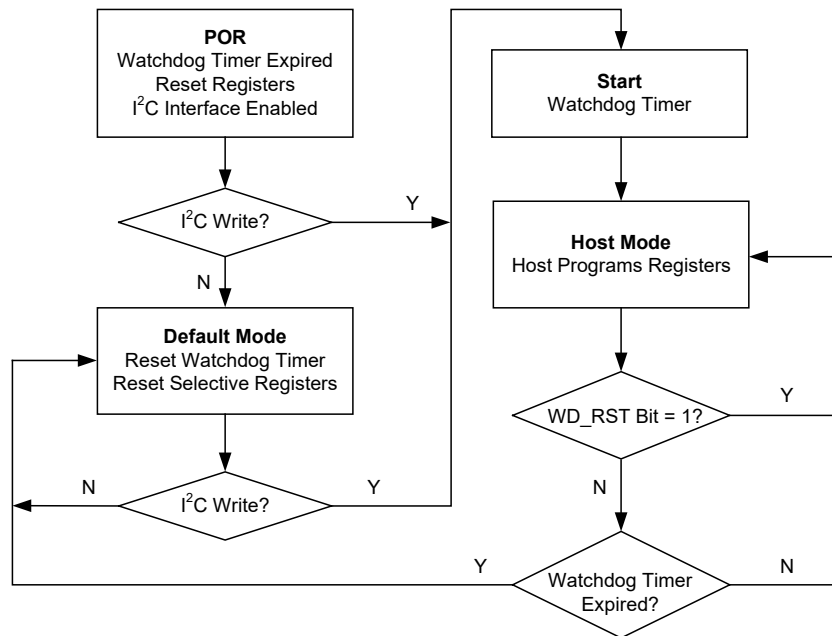 POR
Watchdog Timer Expired
Reset Registers
I²C Interface Enabled
I²C Write?
Y
N
Default Mode
Reset Watchdog Timer
Reset Selective Registers
I²C Write?
N
Y
Start
Watchdog Timer
Host Mode
Host Programs Registers
WD_RST Bit = 1?
Y
N
Watchdog Timer
Expired?
Y
N